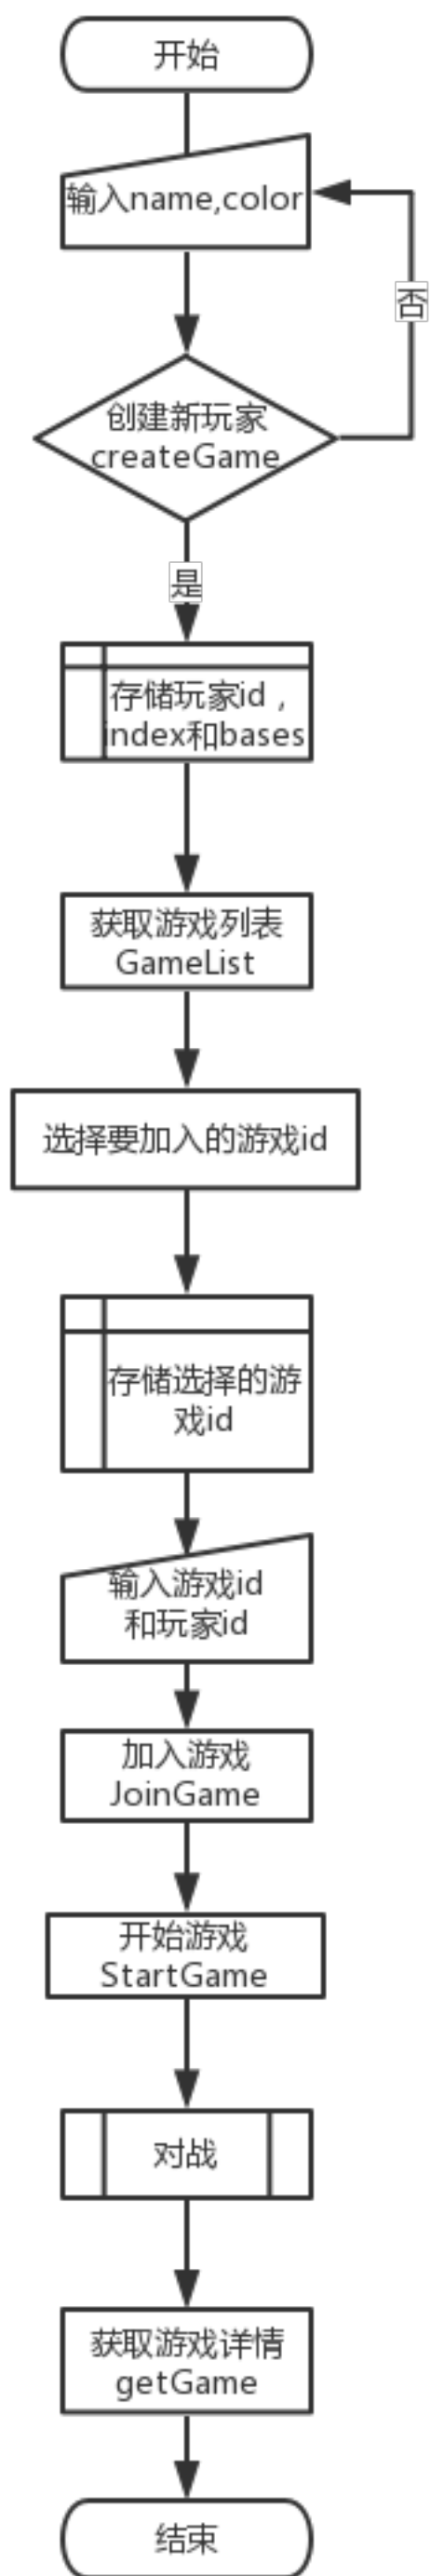 开始
输入name,color
否
创建新玩家
createGame
是
存储玩家id，
index和bases
获取游戏列表
GameList
选择要加入的游戏id
存储选择的游
戏id
输入游戏id
和玩家id
加入游戏
JoinGame
开始游戏
StartGame
对战
获取游戏详情
getGame
结束